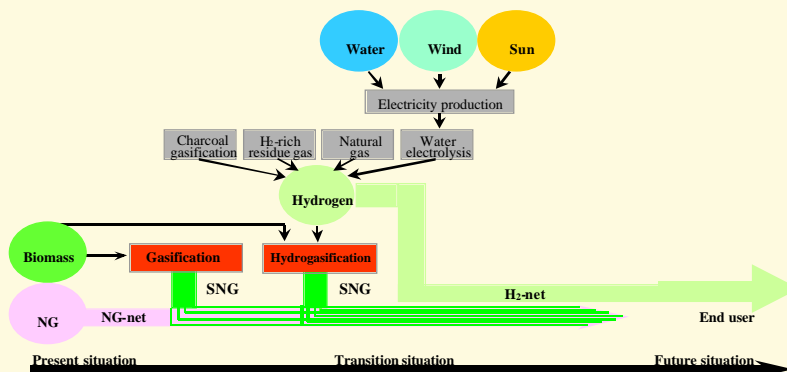 Water
Wind
Sun
Electricity production
Charcoal
gasification
H2-rich
residue gas
Natural
gas
Water
electrolysis
Hydrogen
Biomass
Gasification
Hydrogasification
SNG
SNG
H2-net
NG
NG-net
End user
Present situation
Transition situation
Future situation